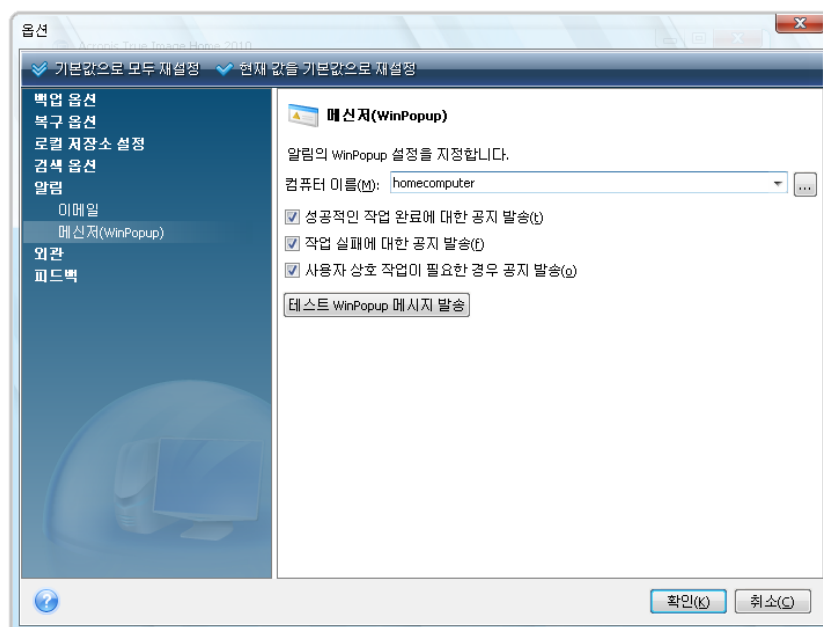 옵션
Acronis True Image Home 2010
기본값으로 모두 재설정 현재 값을 기본값으로 재설정
백업 옵션
복구 옵션
로컬 저장소 설정
검색 옵션
알림
이메일
메신저(WinPopup)
외관
피드백
메신저(WinPopup)
알림의 WinPopup 설정을 지정합니다.
컴퓨터 이름(M): homecomputer ...
성공적인 작업 완료에 대한 공지 발송(t)
작업 실패에 대한 공지 발송(f)
사용자 상호 작업이 필요한 경우 공지 발송(o)
테스트 WinPopup 메시지 발송
확인(K) 취소(C)